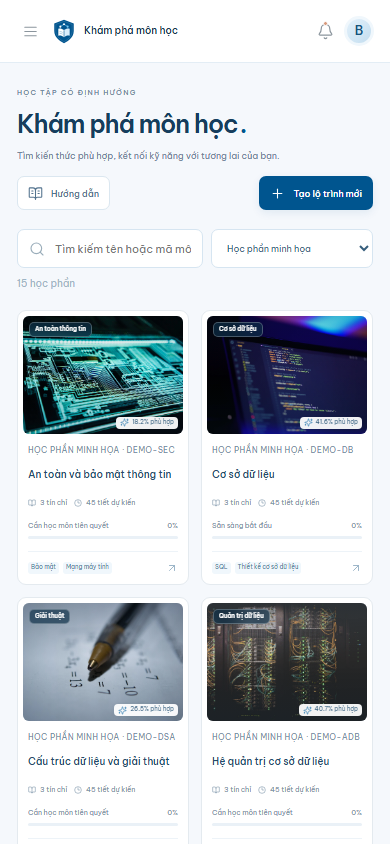 Khám phá môn học
B
HỌC TẬP CÓ ĐỊNH HƯỚNG
Khám phá môn học.
Tìm kiến thức phù hợp, kết nối kỹ năng với tương lai của bạn.
Hướng dẫn
Tạo lộ trình mới
Tìm kiếm tên hoặc mã mô
Học phần minh họa
15 học phần
An toàn thông tin
18.2% phù hợp
HỌC PHẦN MINH HỌA · DEMO-SEC
An toàn và bảo mật thông tin
3 tín chỉ 45 tiết dự kiến
Cần học môn tiên quyết 0%
Bảo mật Mạng máy tính
Cơ sở dữ liệu
41.6% phù hợp
HỌC PHẦN MINH HỌA · DEMO-DB
Cơ sở dữ liệu
3 tín chỉ 45 tiết dự kiến
Sẵn sàng bắt đầu 0%
SQL Thiết kế cơ sở dữ liệu
Giải thuật
26.5% phù hợp
HỌC PHẦN MINH HỌA · DEMO-DSA
Cấu trúc dữ liệu và giải thuật
3 tín chỉ 45 tiết dự kiến
Cần học môn tiên quyết 0%
Quản trị dữ liệu
40.7% phù hợp
HỌC PHẦN MINH HỌA · DEMO-ADB
Hệ quản trị cơ sở dữ liệu
3 tín chỉ 45 tiết dự kiến
Cần học môn tiên quyết 0%